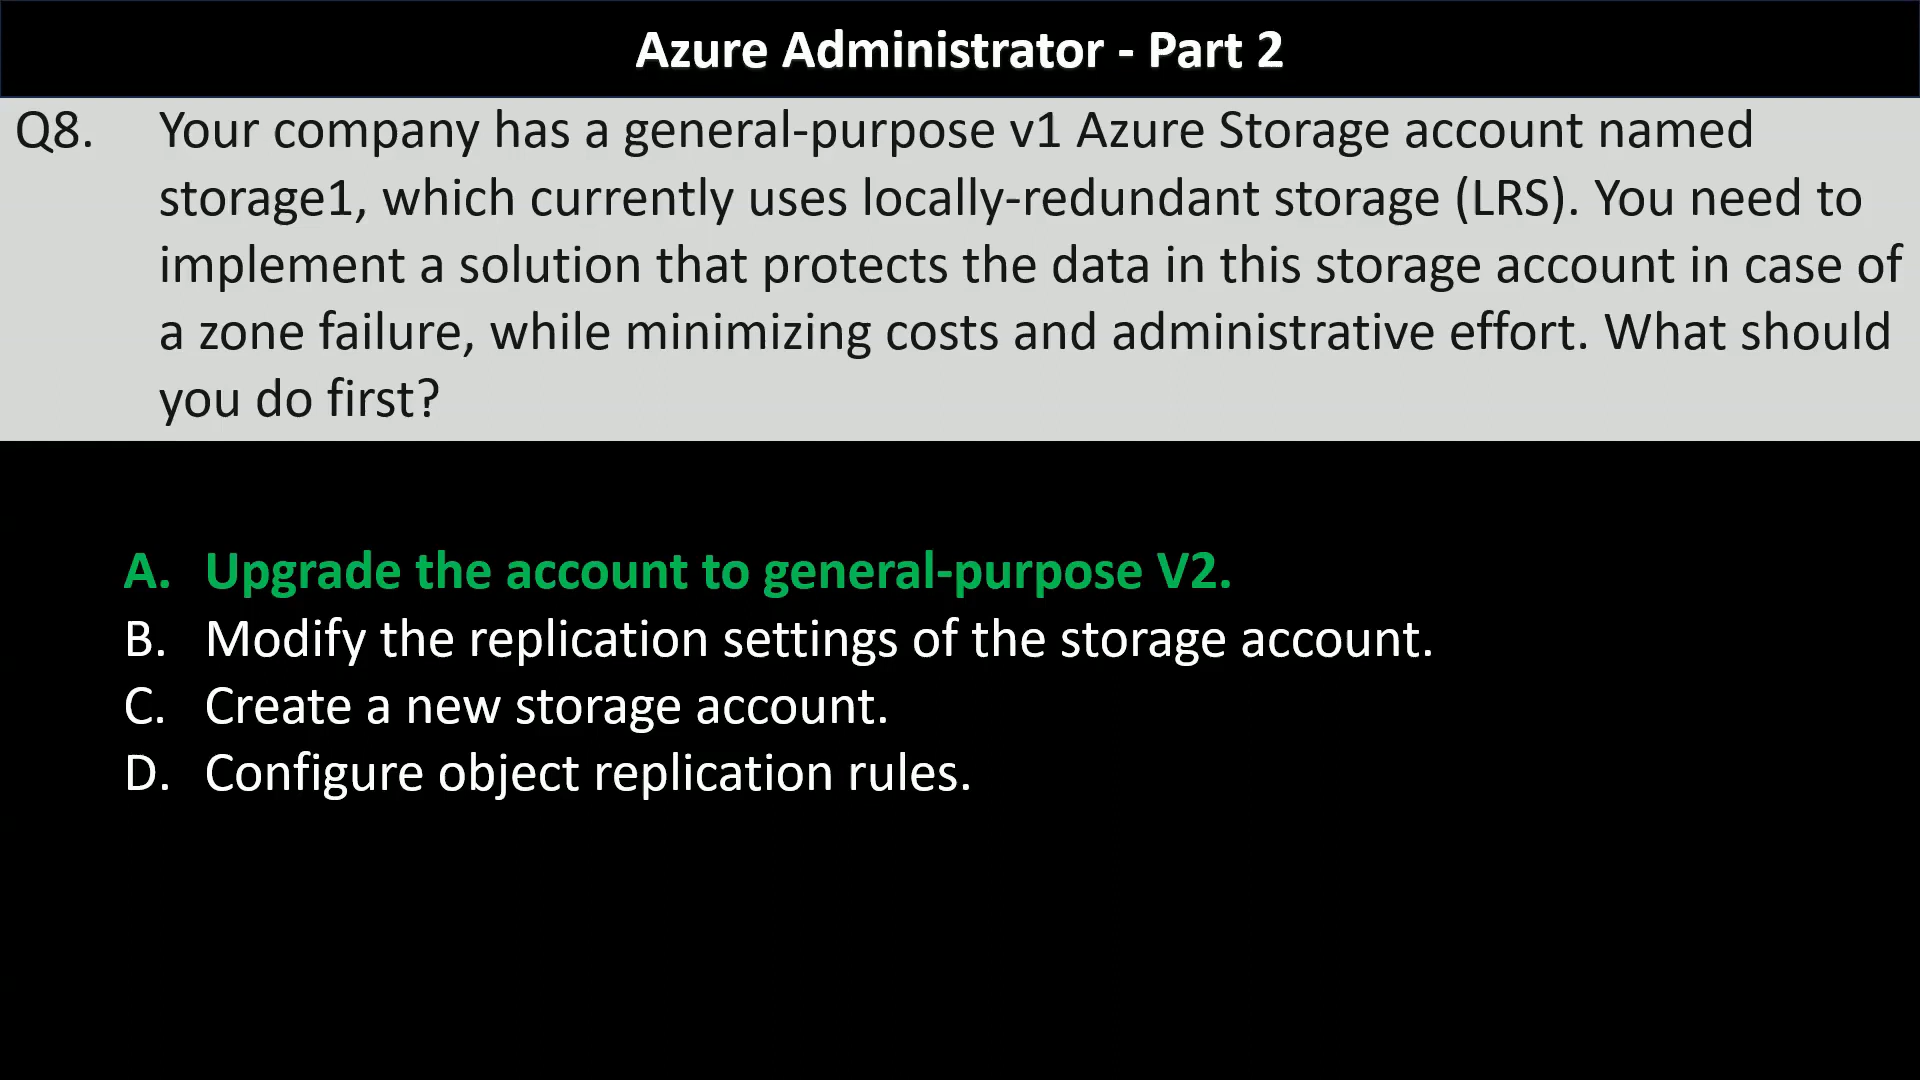 Azure Administrator - Part 2
Q8. Your company has a general-purpose v1 Azure Storage account named
storage1, which currently uses locally-redundant storage (LRS). You need to
implement a solution that protects the data in this storage account in case of
a zone failure, while minimizing costs and administrative effort. What should
you do first?
A. Upgrade the account to general-purpose V2.
B. Modify the replication settings of the storage account.
C. Create a new storage account.
D. Configure object replication rules.